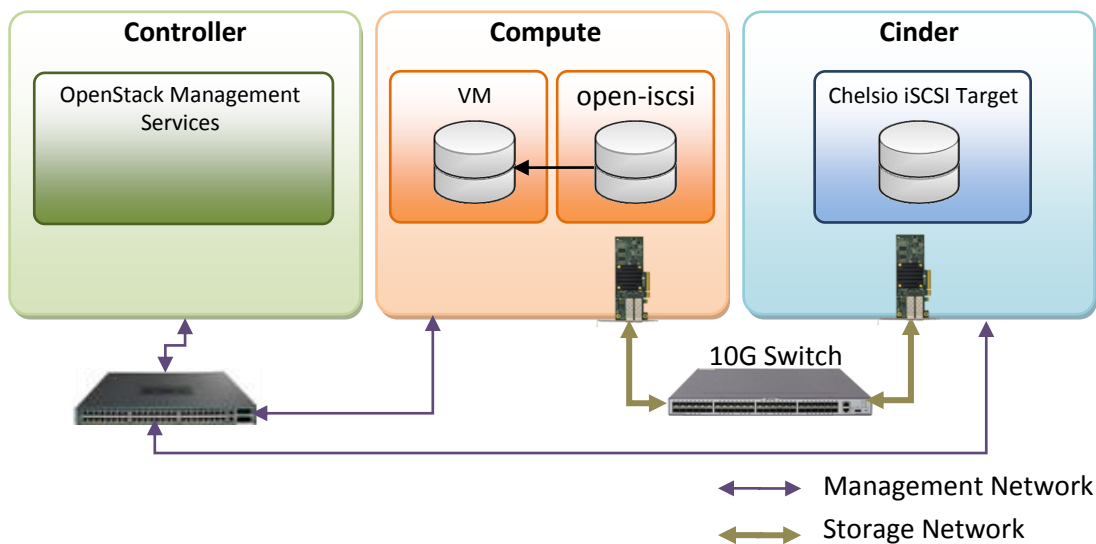 Controller
Compute
Cinder
OpenStack Management
Services
VM
open-iscsi
Chelsio iSCSI Target
10G Switch
Management Network
Storage Network